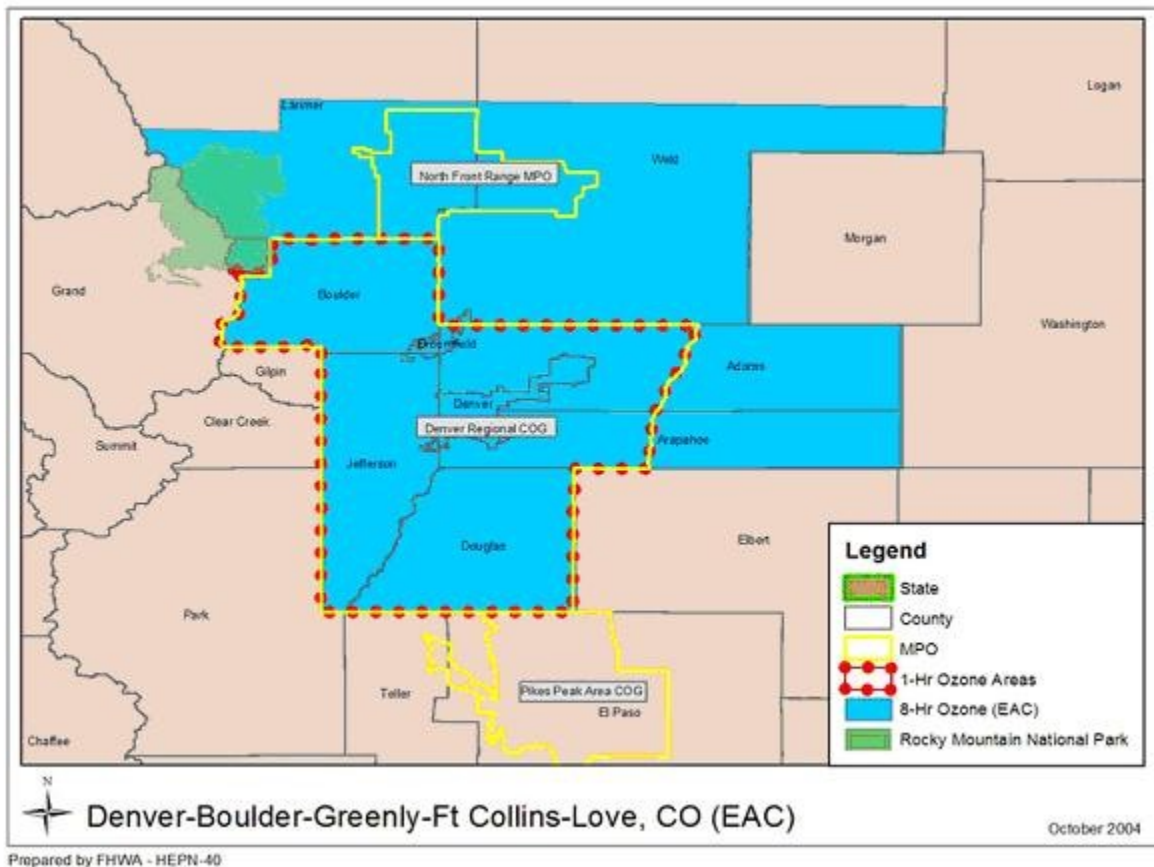 Logan
Larimer
Weld
North Front Range MPO
Morgan
Grand
Boulder
Washington
Broomfield
Gilpin
Adams
Denver
Clear Creek
Denver Regional COG
Arapahoe
Summit
Jefferson
Douglas
Elbert
Park
Teller
Pikes Peak Area COG
El Paso
Chaffee
Legend
State
County
MPO
1-Hr Ozone Areas
8-Hr Ozone (EAC)
Rocky Mountain National Park
N
Denver-Boulder-Greenly-Ft Collins-Love, CO (EAC)
October 2004
Prepared by FHWA - HEPN-40